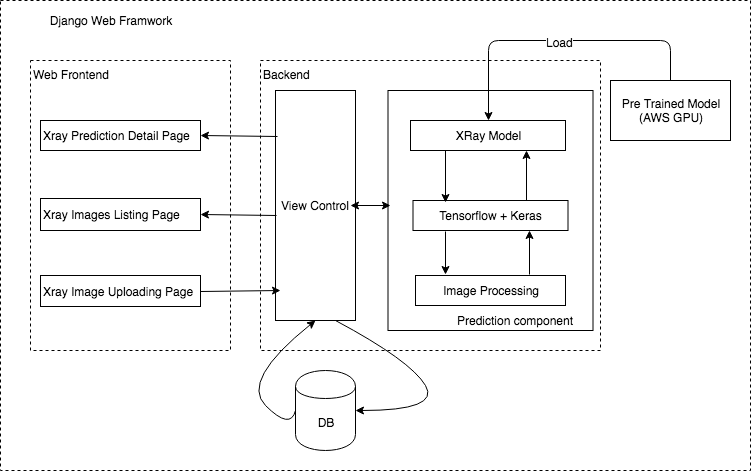 Django Web Framwork
Load
Web Frontend
Backend
Pre Trained Model
(AWS GPU)
Xray Prediction Detail Page
XRay Model
Xray Images Listing Page
View Control
Tensorflow + Keras
Xray Image Uploading Page
Image Processing
Prediction component
DB